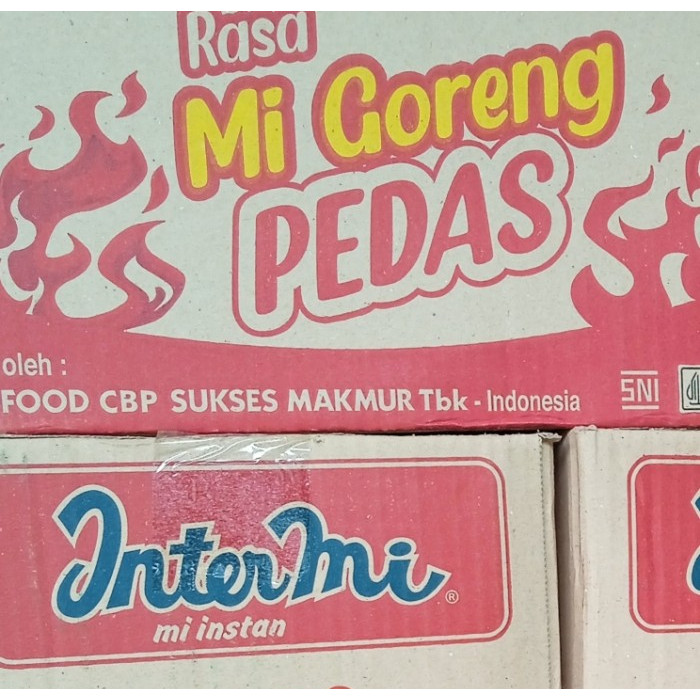 Rasa
Mi Goreng
PEDAS
oleh :
FOOD CBP SUKSES MAKMUR Tbk - Indonesia
SNI
InterMi ®
mi instan